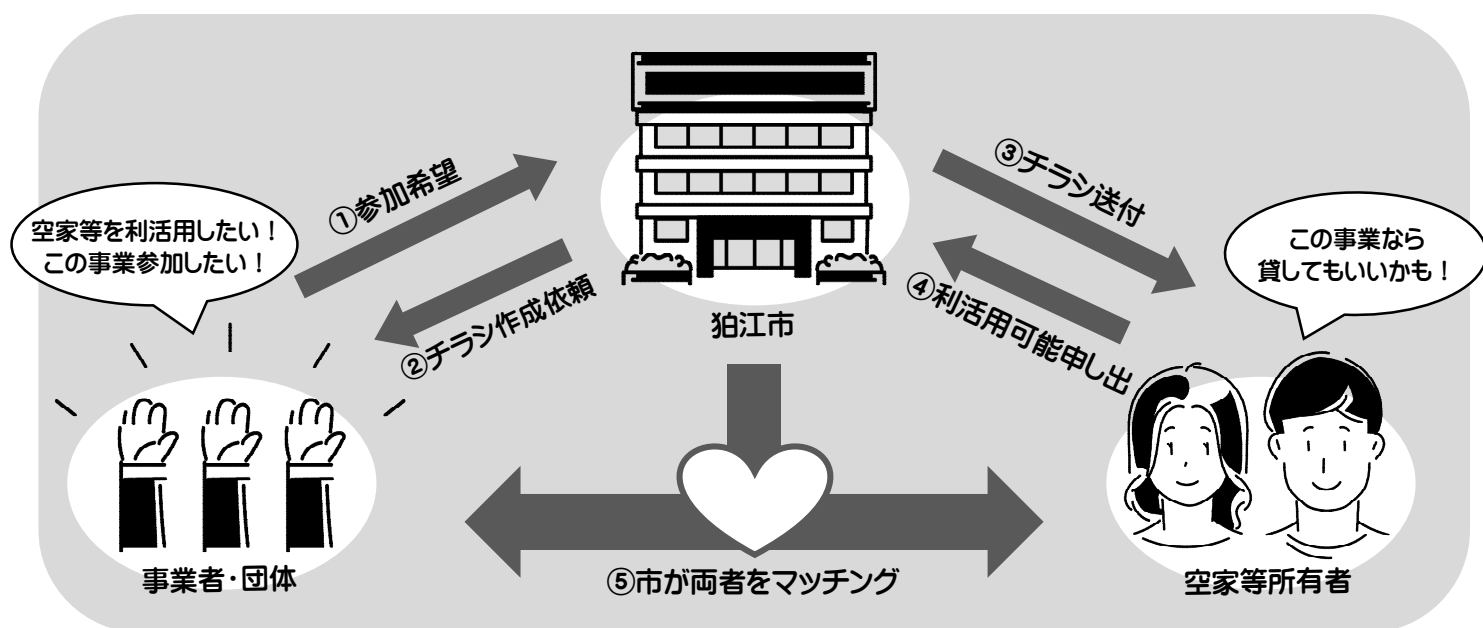 ①参加希望
③チラシ送付
空家等を利活用したい！
この事業参加したい！
この事業なら
貸してもいいかも！
②チラシ作成依頼
狛江市
④利活用可能申し出
事業者・団体
⑤市が両者をマッチング
空家等所有者